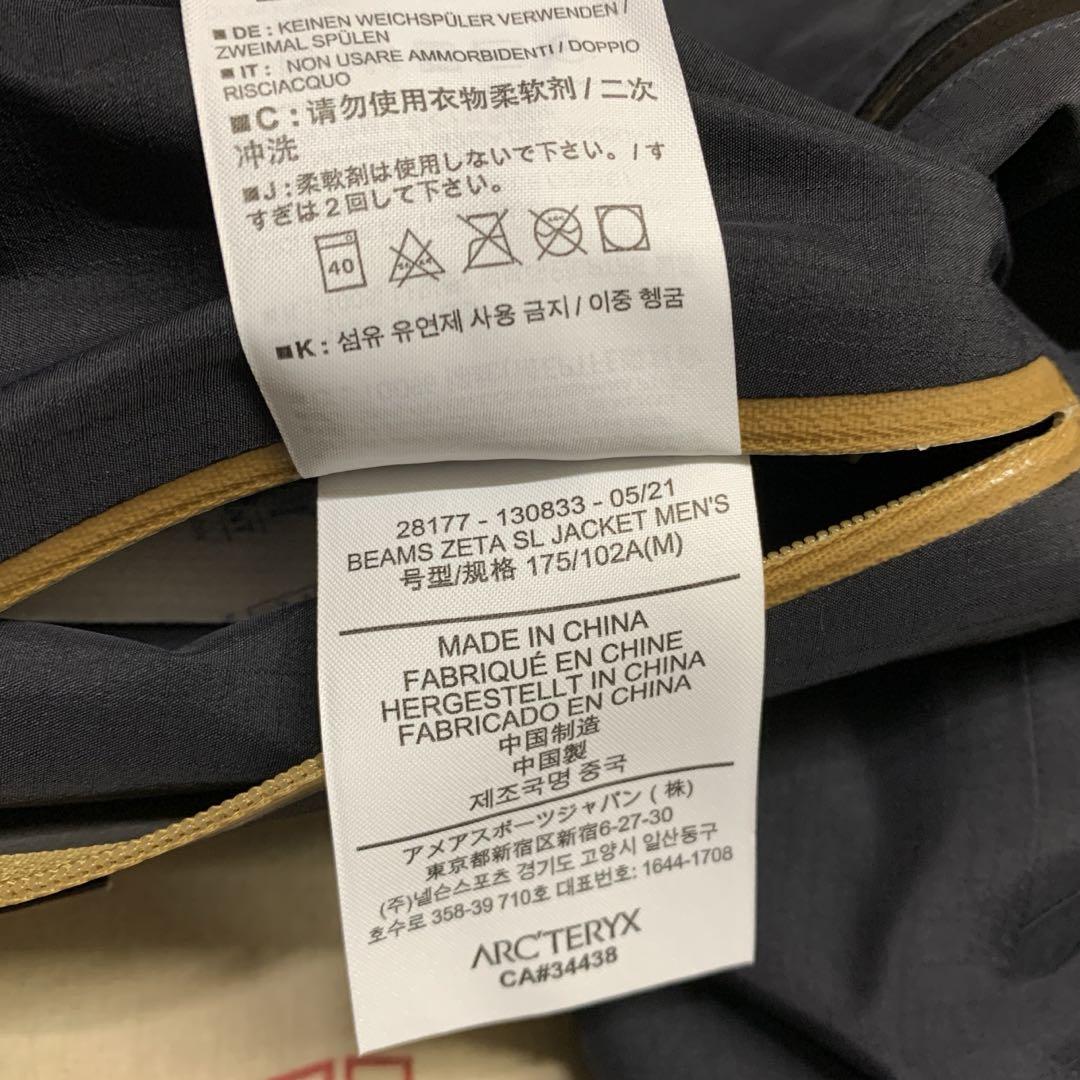 ■ DE : KEINEN WEICHSPÜLER VERWENDEN /
ZWEIMAL SPÜLEN
■ IT : NON USARE AMMORBIDENTI / DOPPIO
RISCIACQUO
■C : 请勿使用衣物柔软剂 / 二次
冲洗
■J : 柔軟剤は使用しないで下さい。/ す
すぎは2回して下さい。
40
■K : 섬유 유연제 사용 금지 / 이중 헹굼
28177 - 130833 - 05/21
BEAMS ZETA SL JACKET MEN'S
号型/规格 175/102A(M)
MADE IN CHINA
FABRIQUÉ EN CHINE
HERGESTELLT IN CHINA
FABRICADO EN CHINA
中国制造
中国製
제조국명 중국
アメアスポーツジャパン ( 株)
東京都新宿区新宿6-27-30
(주)넬슨스포츠 경기도 고양시 일산동구
호수로 358-39 710호 대표번호: 1644-1708
ARC'TERYX
CA#34438